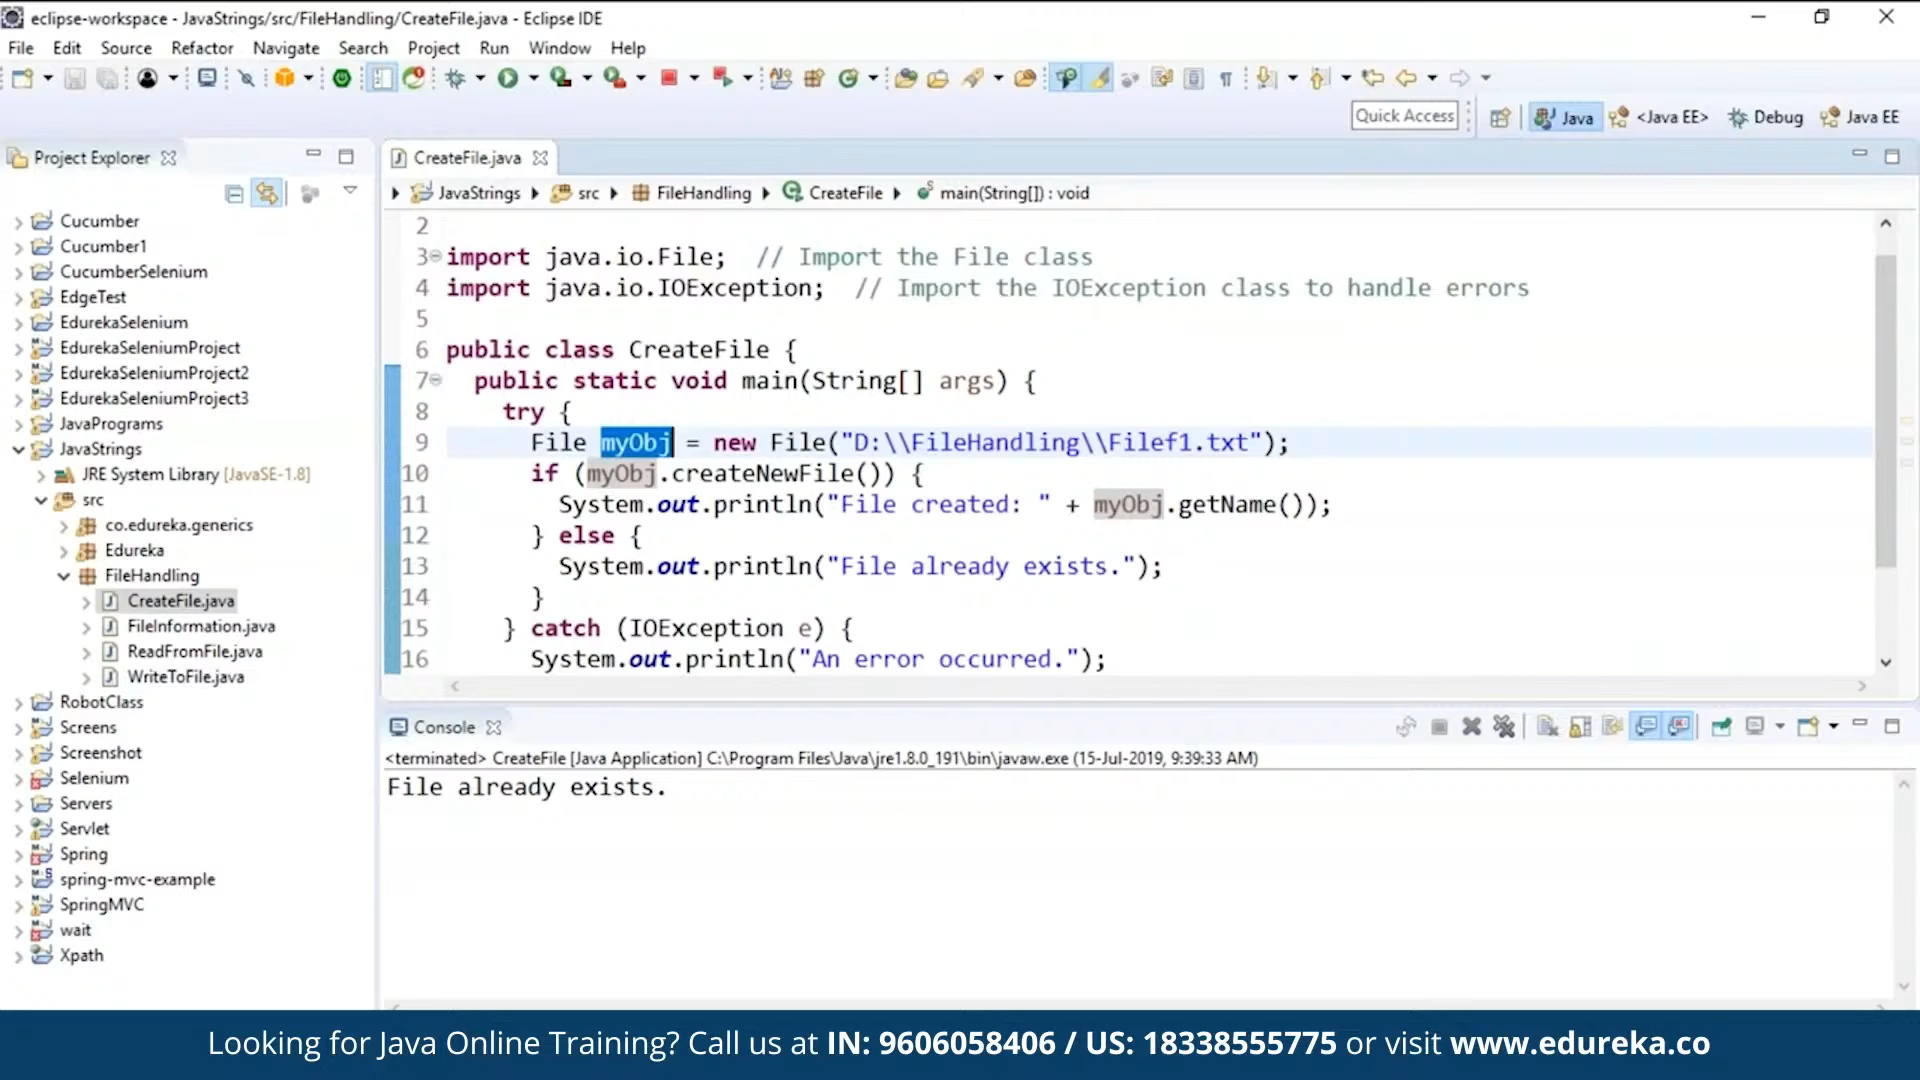 eclipse-workspace - JavaStrings/src/FileHandling/CreateFile.java - Eclipse IDE
File Edit Source Refactor Navigate Search Project Run Window Help
Quick Access
Java <Java EE> Debug Java EE
Project Explorer
Cucumber
Cucumber1
CucumberSelenium
EdgeTest
EdurekaSelenium
EdurekaSeleniumProject
EdurekaSeleniumProject2
EdurekaSeleniumProject3
JavaPrograms
JavaStrings
JRE System Library [JavaSE-1.8]
src
co.edureka.generics
Edureka
FileHandling
CreateFile.java
FileInformation.java
ReadFromFile.java
WriteToFile.java
RobotClass
Screens
Screenshot
Selenium
Servers
Servlet
Spring
spring-mvc-example
SpringMVC
wait
Xpath
CreateFile.java
JavaStrings src FileHandling CreateFile main(String[]) : void
2
3 import java.io.File;  // Import the File class
4 import java.io.IOException;  // Import the IOException class to handle errors
5
6 public class CreateFile {
7   public static void main(String[] args) {
8     try {
9       File myObj = new File("D:\\FileHandling\\Filef1.txt");
10       if (myObj.createNewFile()) {
11         System.out.println("File created: " + myObj.getName());
12       } else {
13         System.out.println("File already exists.");
14       }
15     } catch (IOException e) {
16       System.out.println("An error occurred.");
Console
<terminated> CreateFile [Java Application] C:\Program Files\Java\jre1.8.0_191\bin\javaw.exe (15-Jul-2019, 9:39:33 AM)
File already exists.
Looking for Java Online Training? Call us at IN: 9606058406 / US: 18338555775 or visit www.edureka.co